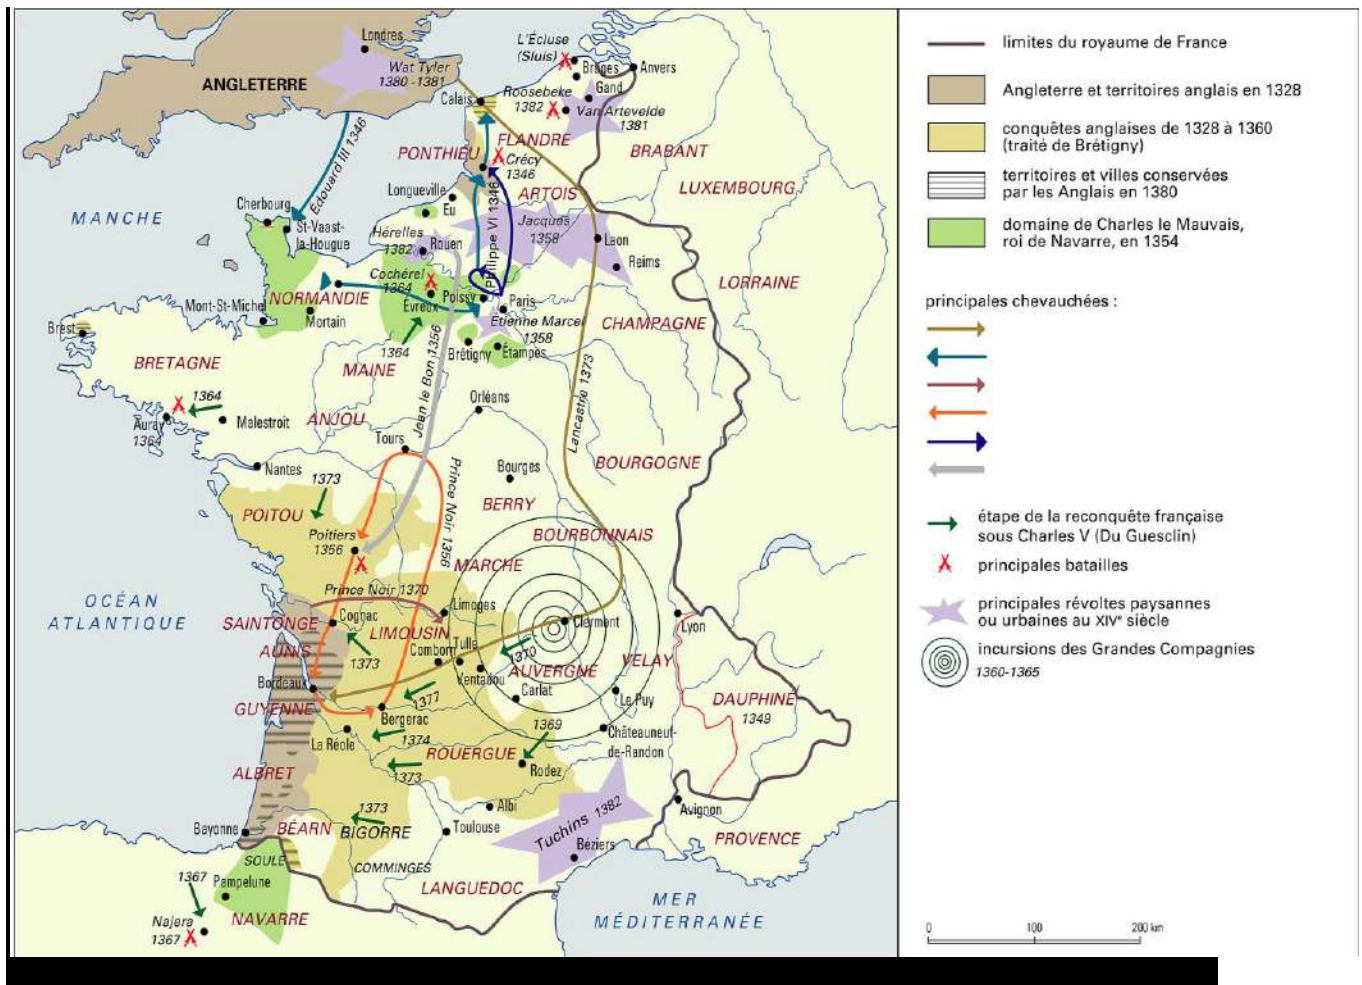 Londres
ANGLETERRE
Wat Tyler
1380-1381
L'Écluse
(Sluis)
Bruges
Anvers
Gand
Roosebeke
1382
Van Artevelde
1381
Calais
FLANDRE
BRABANT
PONTHIEU
Crécy
1346
ARTOIS
LUXEMBOURG
Édouard III 1346
MANCHE
Cherbourg
St-Vaast-
la-Hougue
Longueville
Eu
Philippe VI 1346
Jacques
1358
Hérelles
1382
Rouen
Laon
Reims
LORRAINE
Cochérel
1364
Évreux
Poissy
Paris
Étienne Marcel
1358
CHAMPAGNE
Mont-St-Michel
NORMANDIE
Mortain
Brest
1364
Brétigny
Étampes
BRETAGNE
MAINE
Jean le Bon 1356
Lancastre 1373
1364
Auray
1364
Malestroit
ANJOU
Orléans
Tours
Nantes
1373
Prince Noir 1356
Bourges
BOURGOGNE
POITOU
BERRY
Poitiers
1356
BOURBONNAIS
MARCHE
OCÉAN
ATLANTIQUE
Prince Noir 1370
Limoges
SAINTONGE
Cognac
LIMOUSIN
Clermont
Lyon
AUNIS
1373
Comborn
Tulle
1370
Ventadou
AUVERGNE
VELAY
Bordeaux
1377
Carlat
Le Puy
DAUPHINÉ
1349
GUYENNE
Bergerac
La Réole
1374
1369
Châteauneuf-
de-Randon
ROUERGUE
ALBRET
1373
Rodez
1373
Albi
Tuchins 1382
Avignon
Bayonne
BÉARN
BIGORRE
Toulouse
Béziers
PROVENCE
SOULE
COMMINGES
LANGUEDOC
1367
Pampelune
NAVARRE
Najera
1367
MER
MÉDITERRANÉE
limites du royaume de France
Angleterre et territoires anglais en 1328
conquêtes anglaises de 1328 à 1360
(traité de Brétigny)
territoires et villes conservées
par les Anglais en 1380
domaine de Charles le Mauvais,
roi de Navarre, en 1354
principales chevauchées :
étape de la reconquête française
sous Charles V (Du Guesclin)
principales batailles
principales révoltes paysannes
ou urbaines au XIVe siècle
incursions des Grandes Compagnies
1360-1365
0 100 200 km